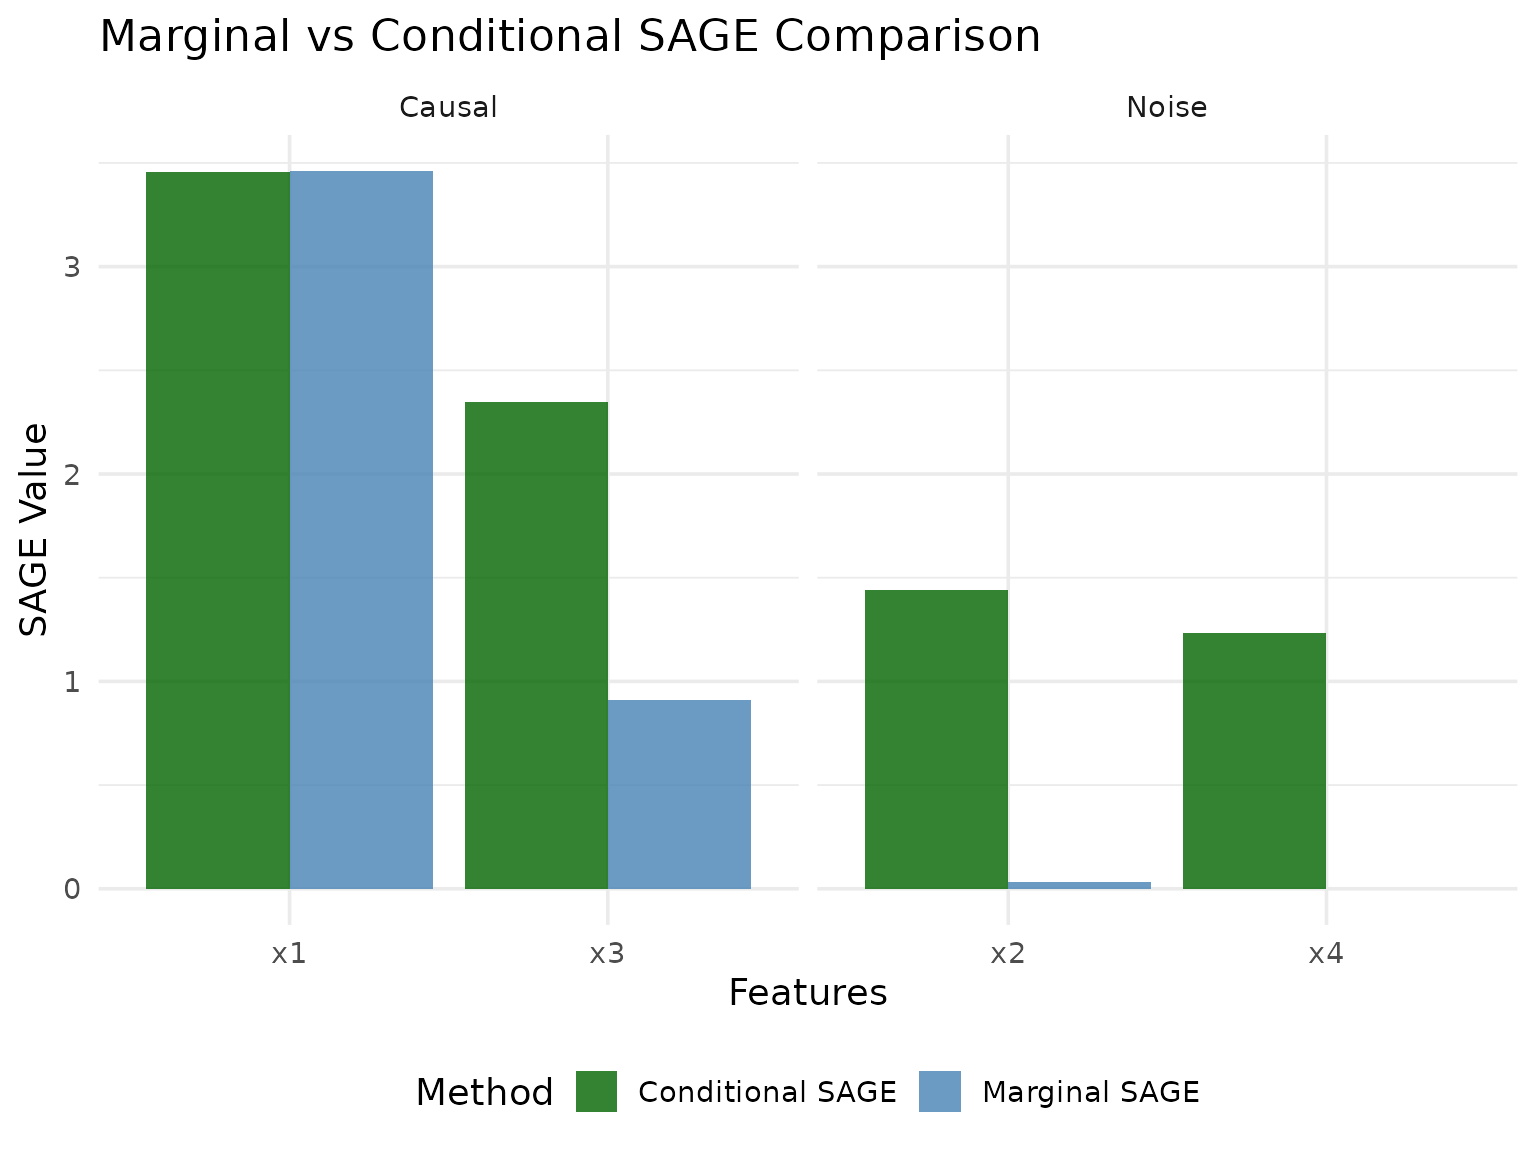 Marginal vs Conditional SAGE Comparison
Causal
Noise
SAGE Value
3
2
1
0
x1
x3
x2
x4
Features
Method
Conditional SAGE
Marginal SAGE